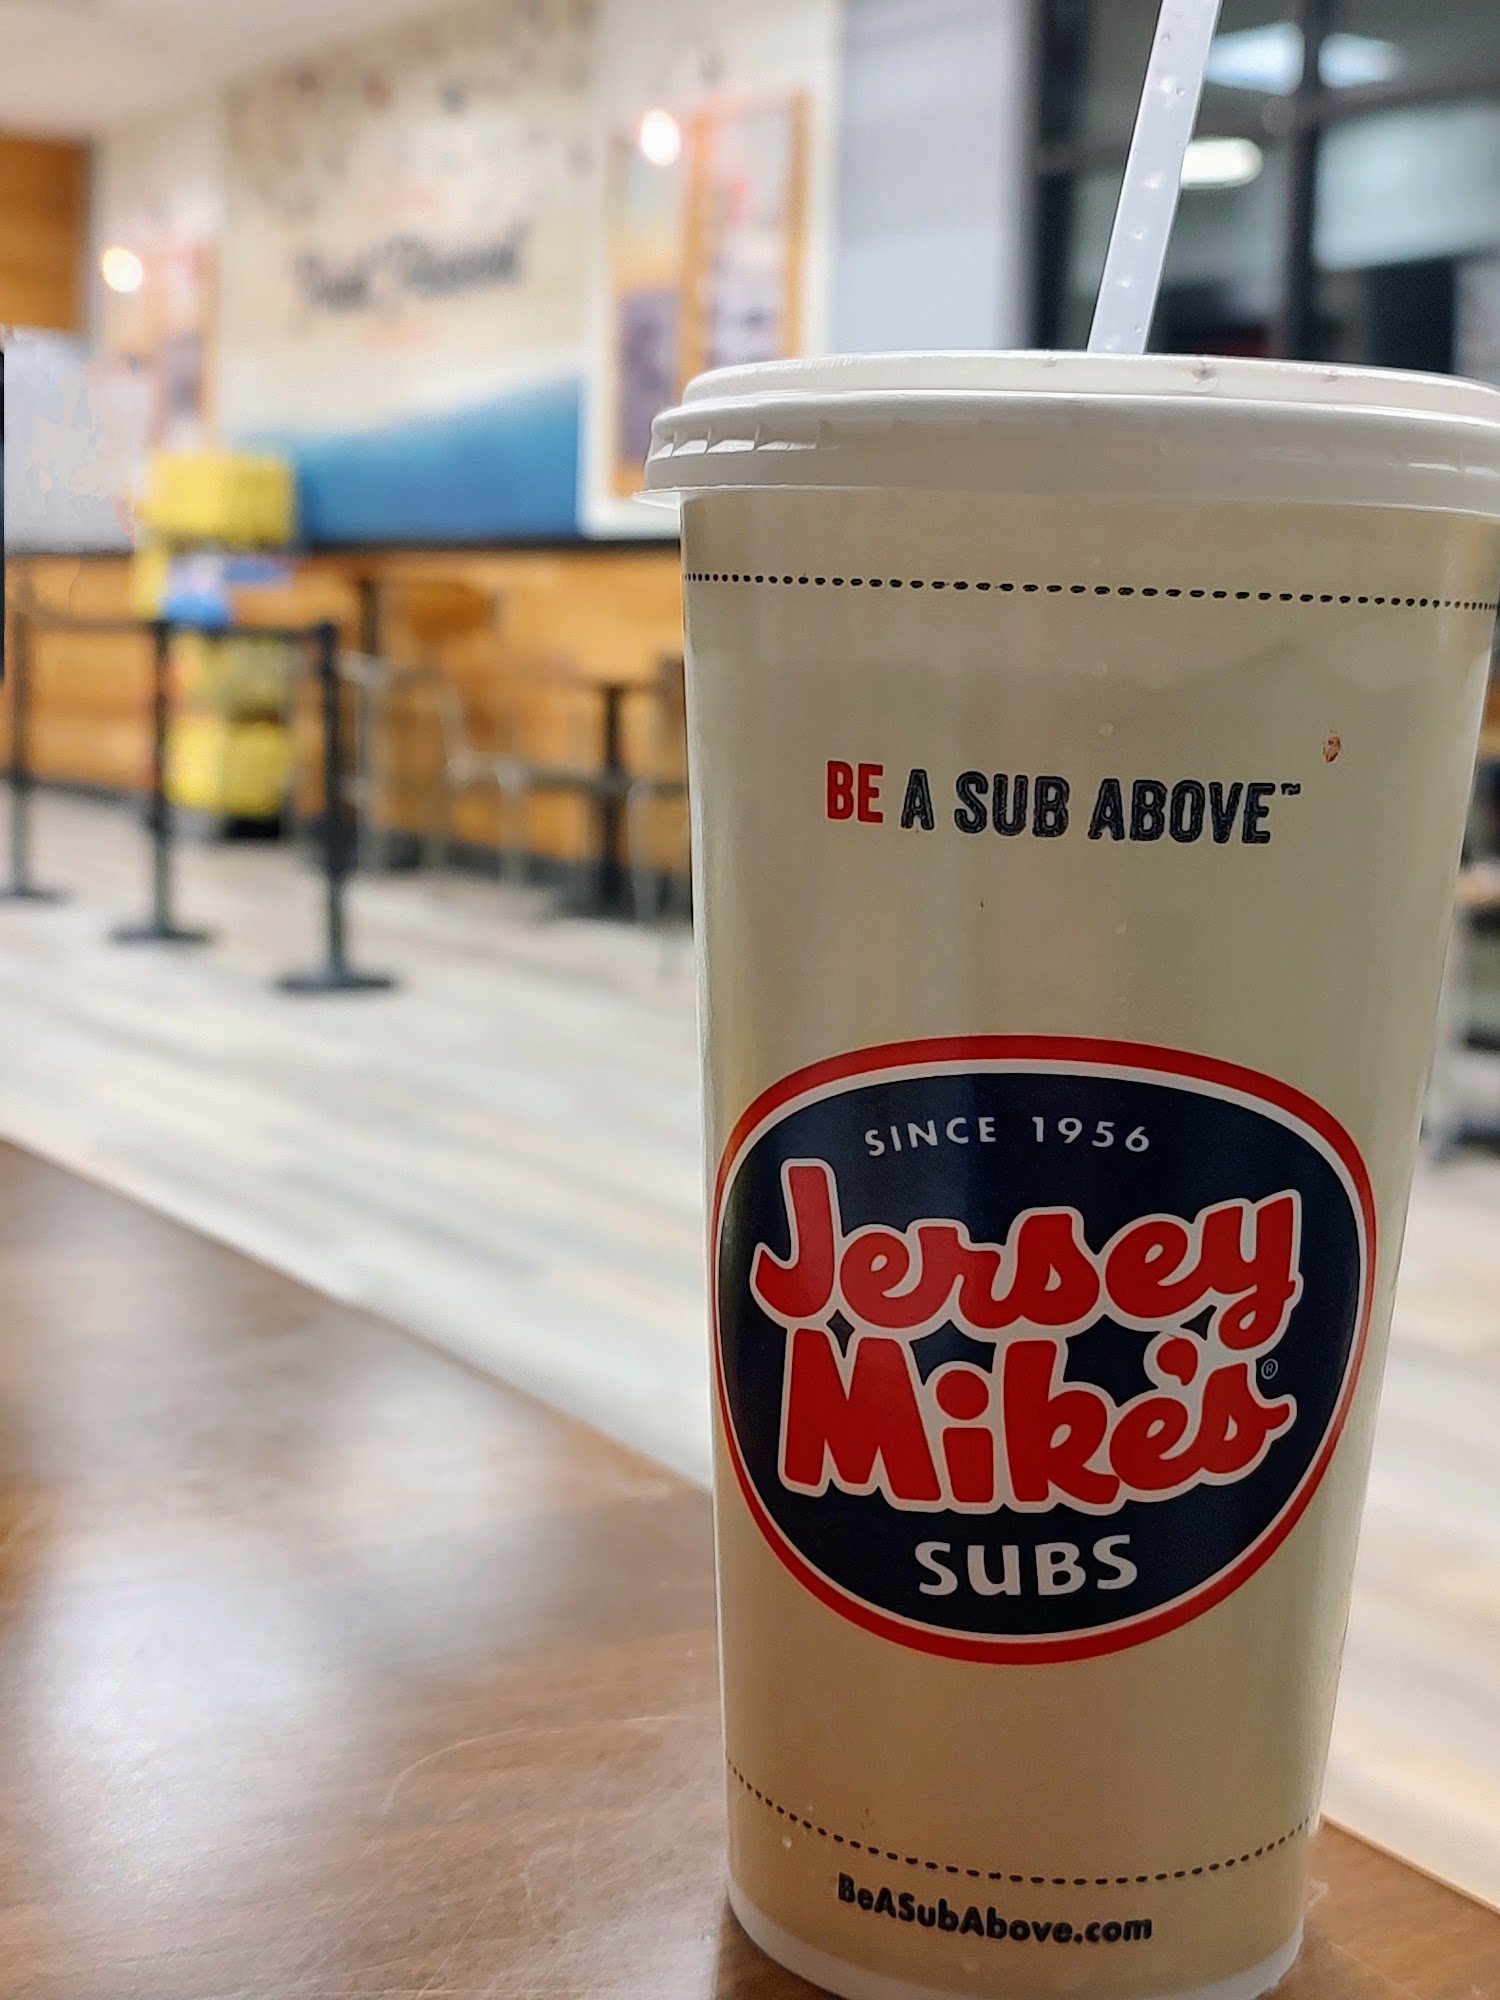 BE A SUB ABOVE™
SINCE 1956
Jersey
Mike's®
SUBS
BeASubAbove.com